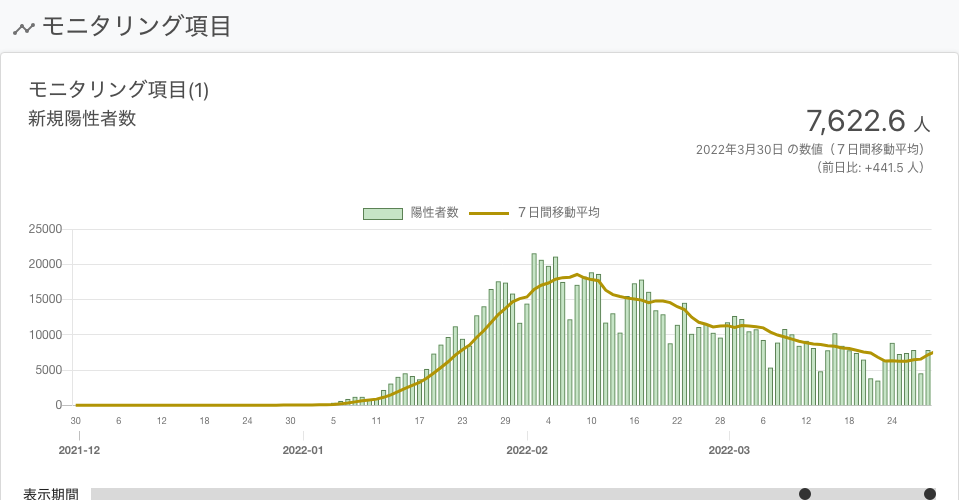 モニタリング項目
モニタリング項目(1)
新規陽性者数
7,622.6 人
2022年3月30日 の数値（７日間移動平均）
（前日比: +441.5 人）
陽性者数 ７日間移動平均
25000
20000
15000
10000
5000
0
30 6 12 18 24 30 5 11 17 23 29 4 10 16 22 28 6 12 18 24
2021-12 2022-01 2022-02 2022-03
表示期間